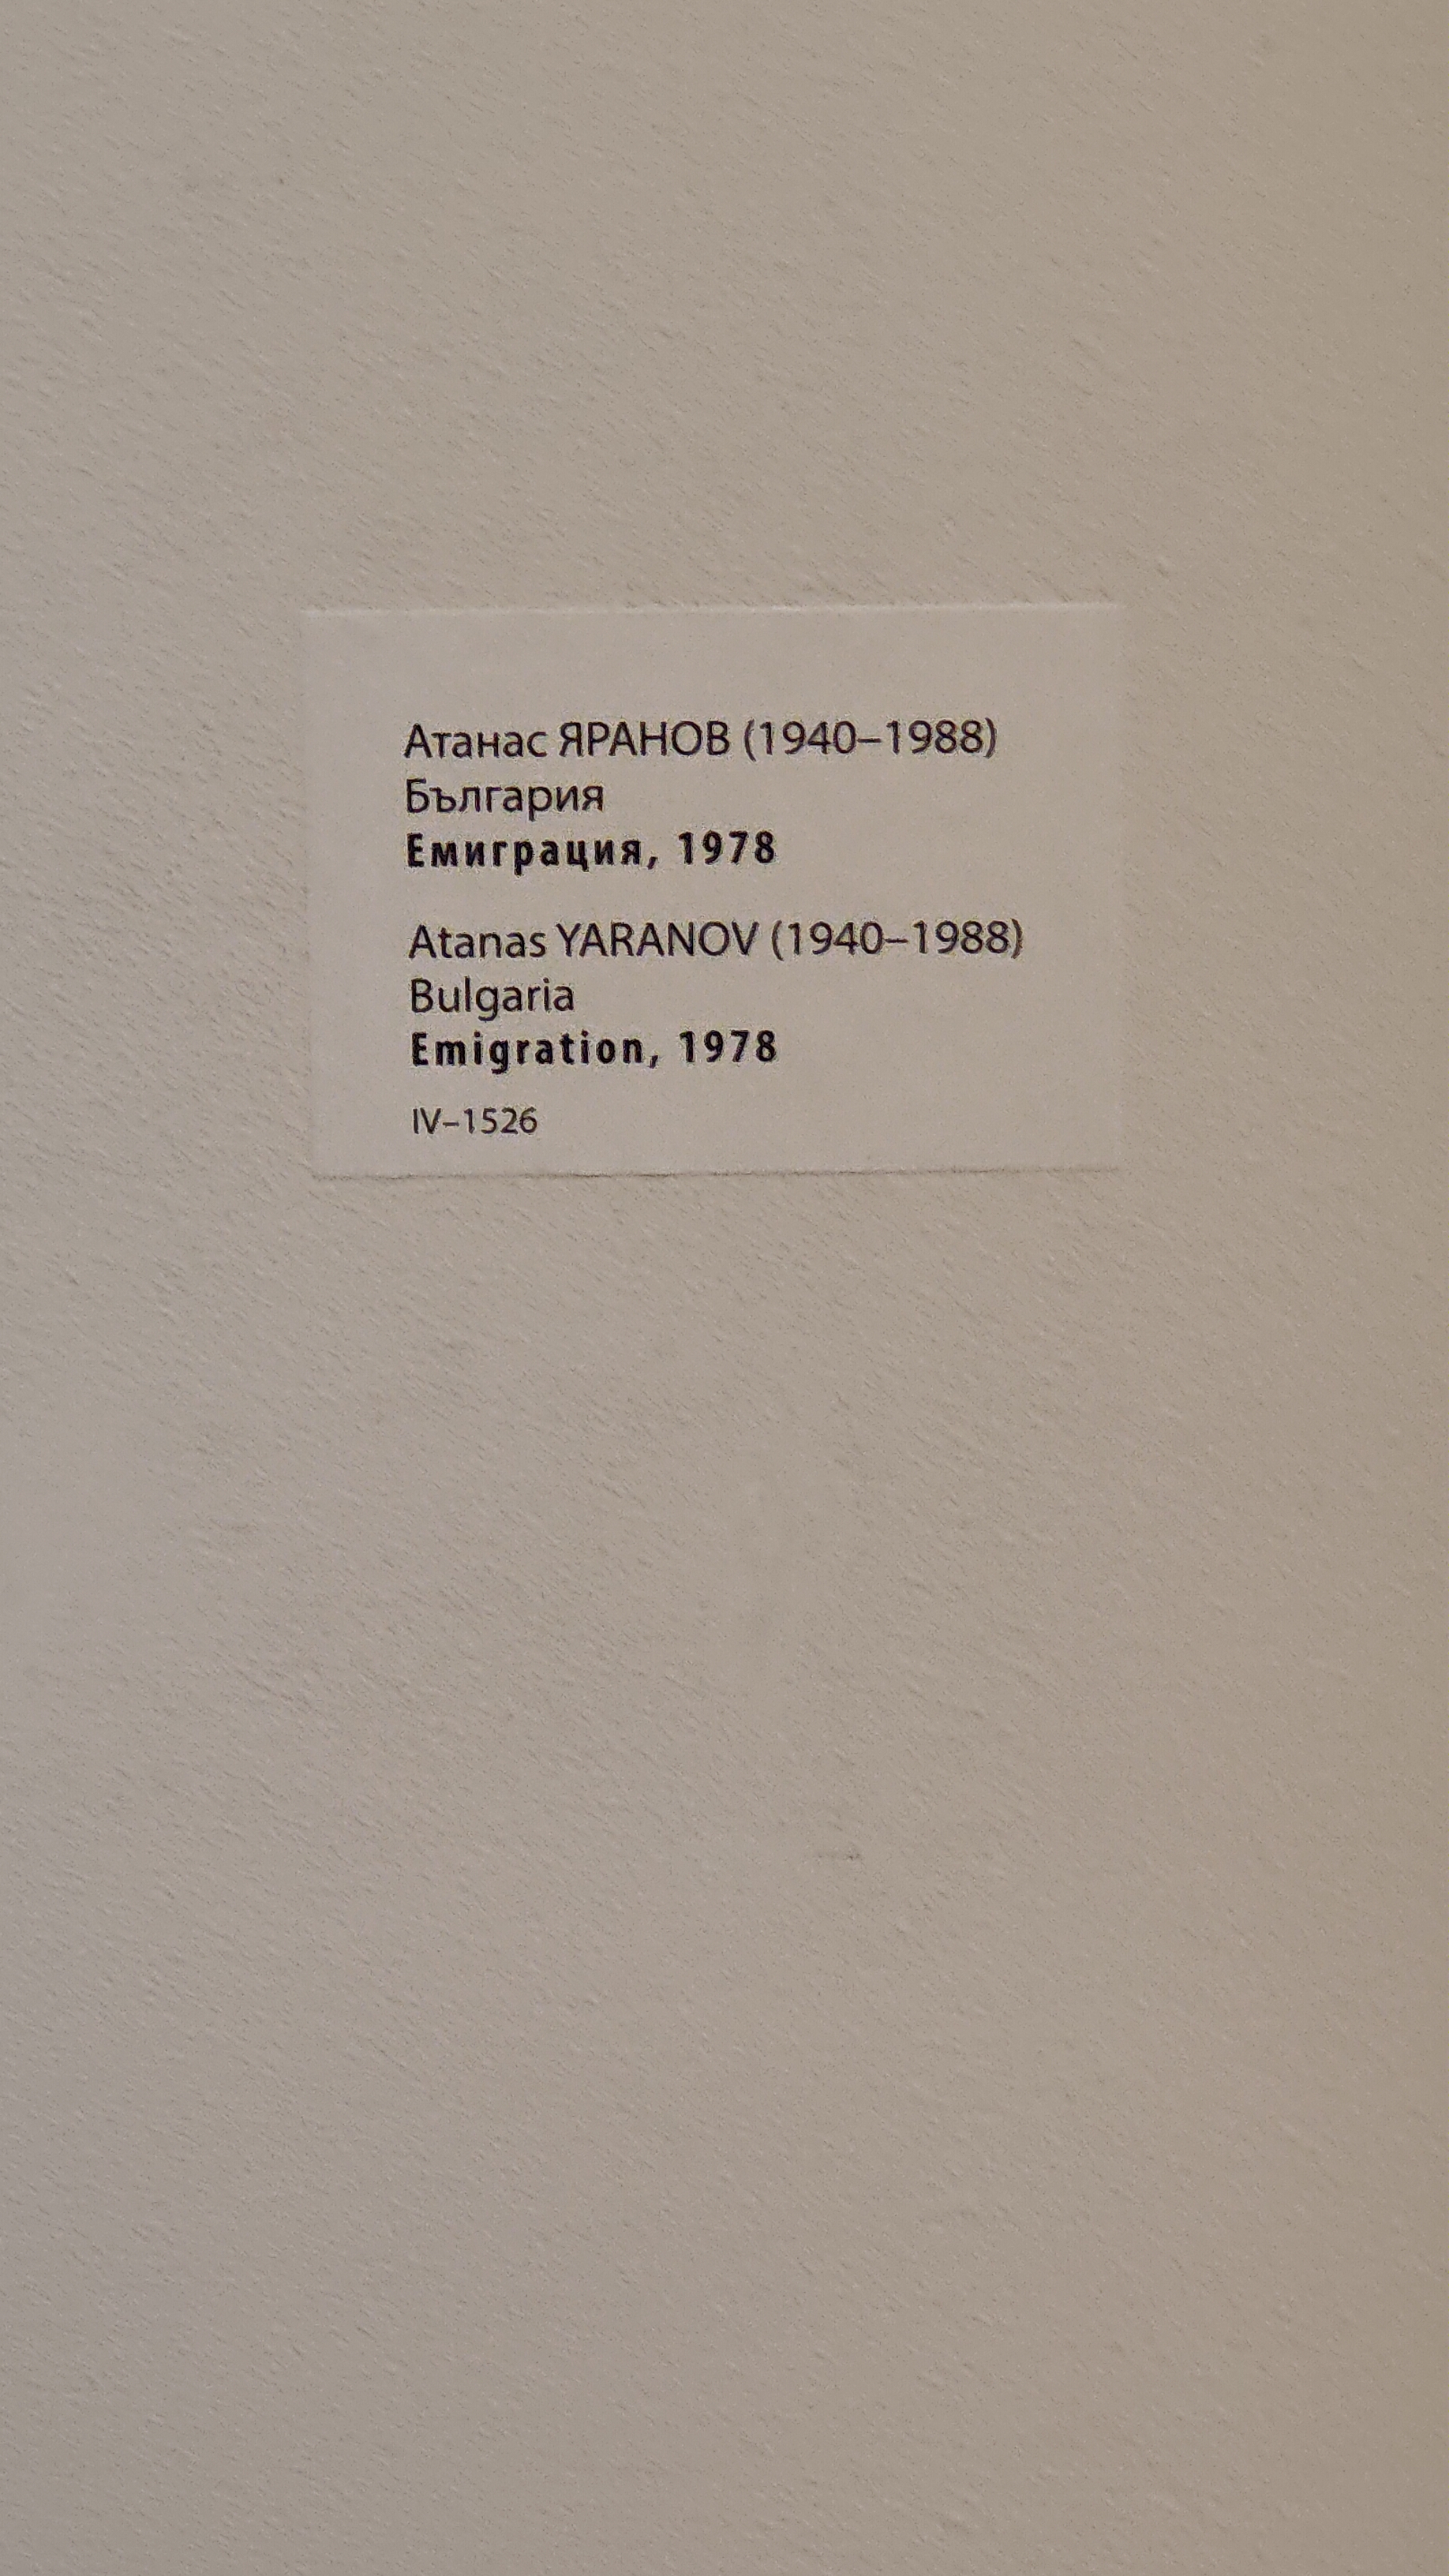 Атанас ЯРАНОВ (1940–1988)
България
Емиграция, 1978
Atanas YARANOV (1940–1988)
Bulgaria
Emigration, 1978
IV–1526